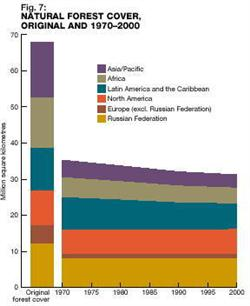 Fig. 7:
NATURAL FOREST COVER,
ORIGINAL AND 1970–2000
70
60
50
40
30
20
10
0
Million square kilometres
Asia/Pacific
Africa
Latin America and the Caribbean
North America
Europe (excl. Russian Federation)
Russian Federation
Original 1970 1975 1980 1985 1990 1995 2000
forest cover